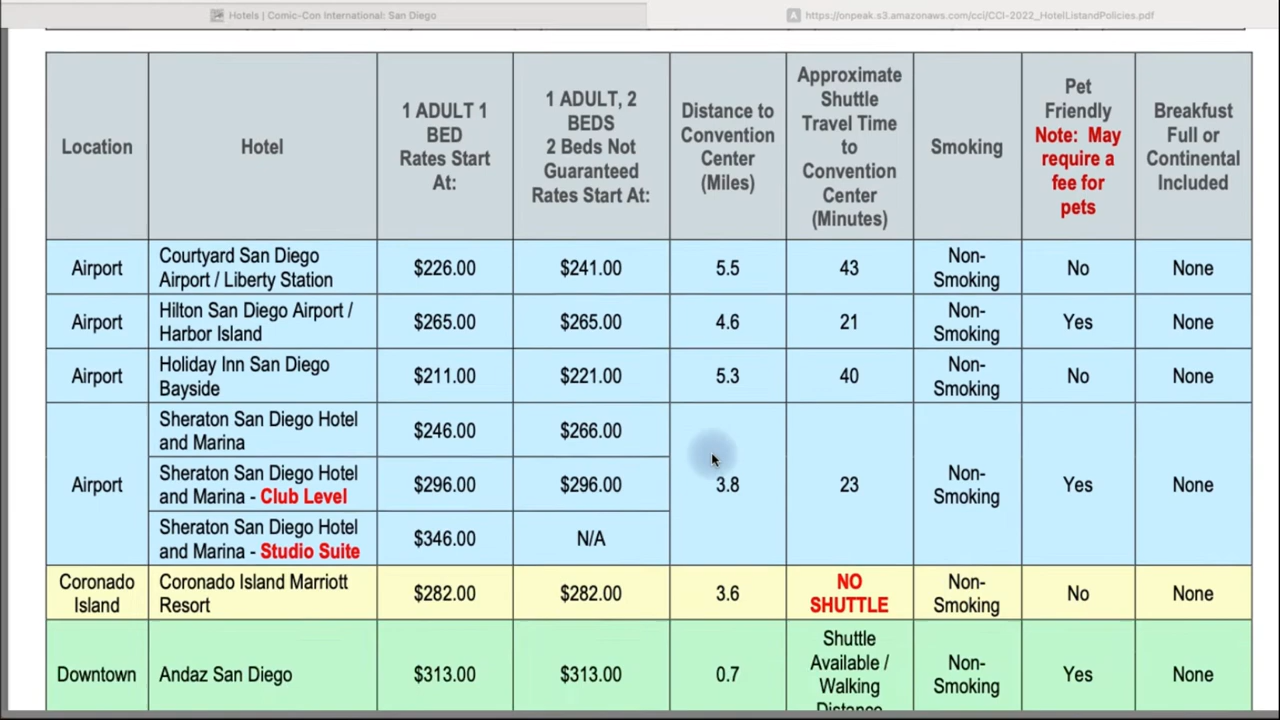 Hotels | Comic-Con International: San Diego
https://onpeak.s3.amazonaws.com/cci/CCI-2022_HotelListandPolicies.pdf
Location
Hotel
1 ADULT 1
BED
Rates Start
At:
1 ADULT, 2
BEDS
2 Beds Not
Guaranteed
Rates Start At:
Distance to
Convention
Center
(Miles)
Approximate
Shuttle
Travel Time
to
Convention
Center
(Minutes)
Smoking
Pet
Friendly
Note: May
require a
fee for
pets
Breakfust
Full or
Continental
Included
Airport
Courtyard San Diego
Airport / Liberty Station
$226.00
$241.00
5.5
43
Non-
Smoking
No
None
Airport
Hilton San Diego Airport /
Harbor Island
$265.00
$265.00
4.6
21
Non-
Smoking
Yes
None
Airport
Holiday Inn San Diego
Bayside
$211.00
$221.00
5.3
40
Non-
Smoking
No
None
Airport
Sheraton San Diego Hotel
and Marina
$246.00
$266.00
Sheraton San Diego Hotel
and Marina - Club Level
$296.00
$296.00
3.8
23
Non-
Smoking
Yes
None
Sheraton San Diego Hotel
and Marina - Studio Suite
$346.00
N/A
Coronado
Island
Coronado Island Marriott
Resort
$282.00
$282.00
3.6
NO
SHUTTLE
Non-
Smoking
No
None
Downtown
Andaz San Diego
$313.00
$313.00
0.7
Shuttle
Available /
Walking
Distance
Non-
Smoking
Yes
None